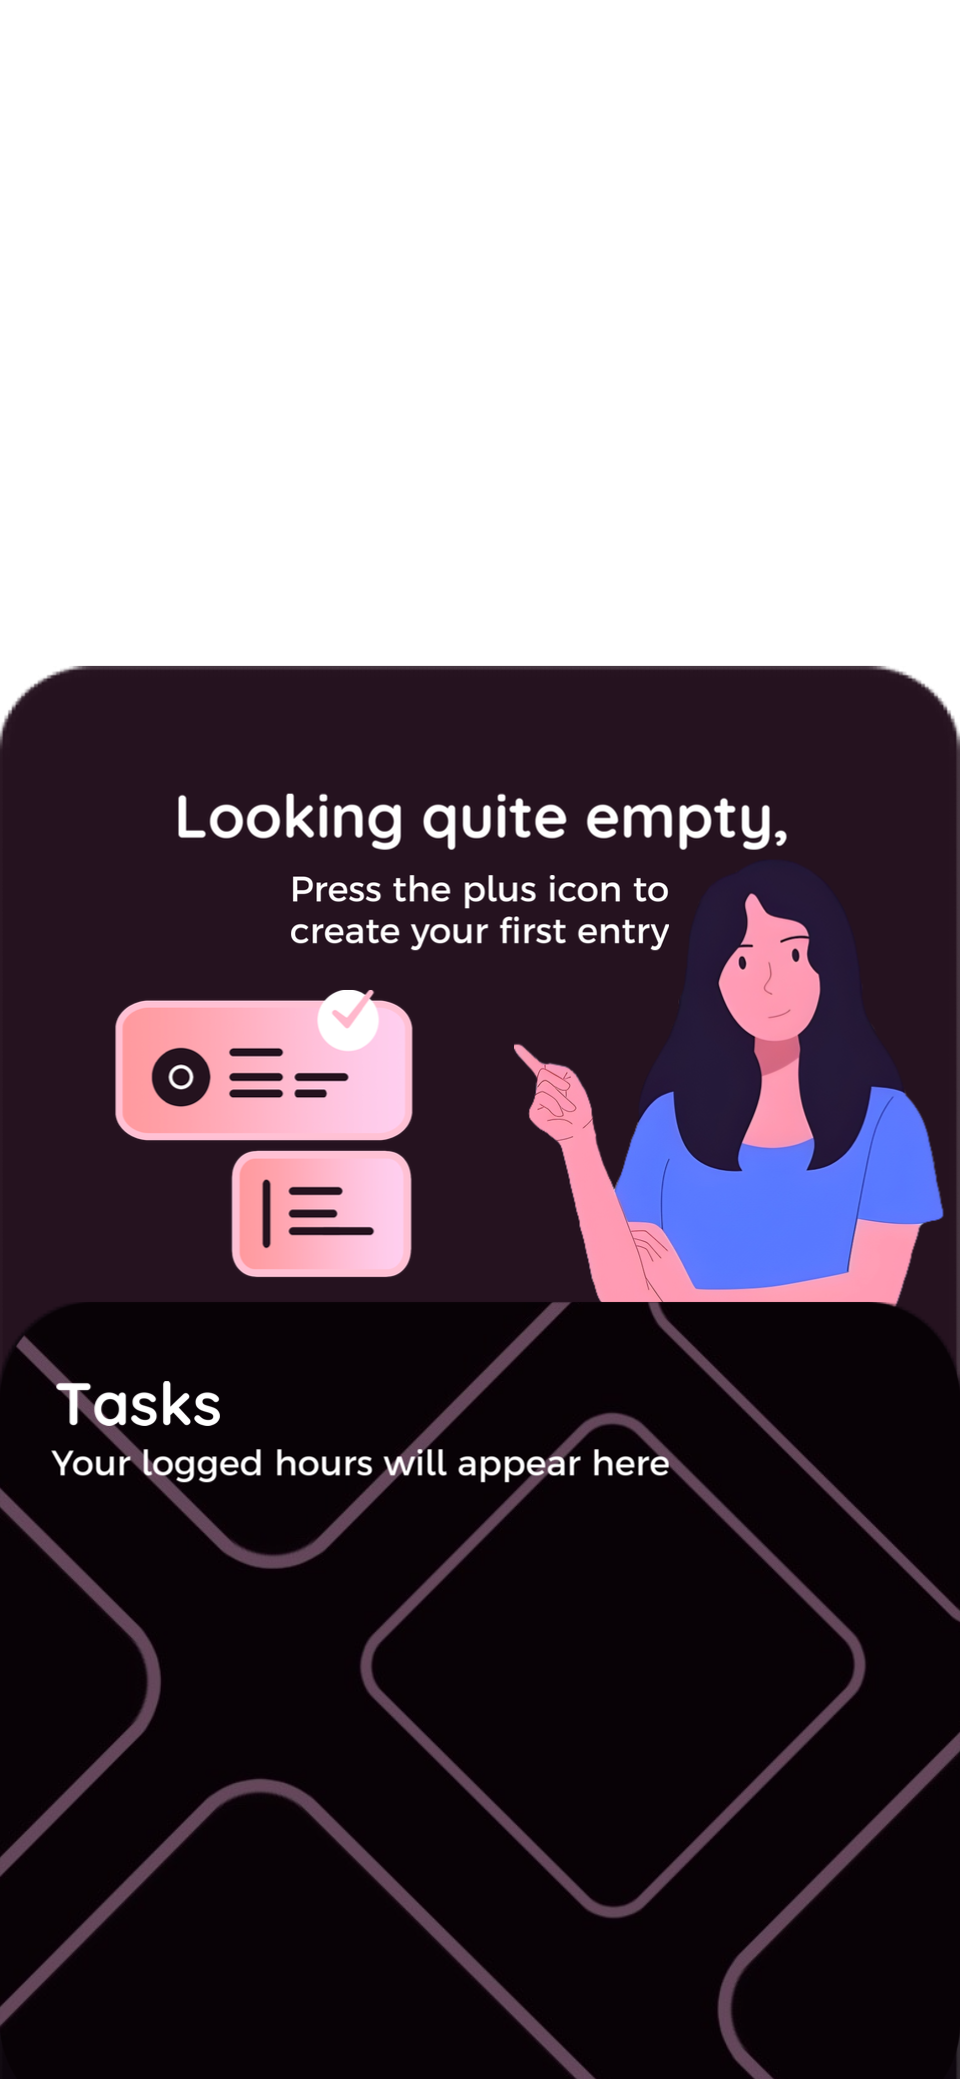 Looking quite empty,
Press the plus icon to
create your first entry
Tasks
Your logged hours will appear here